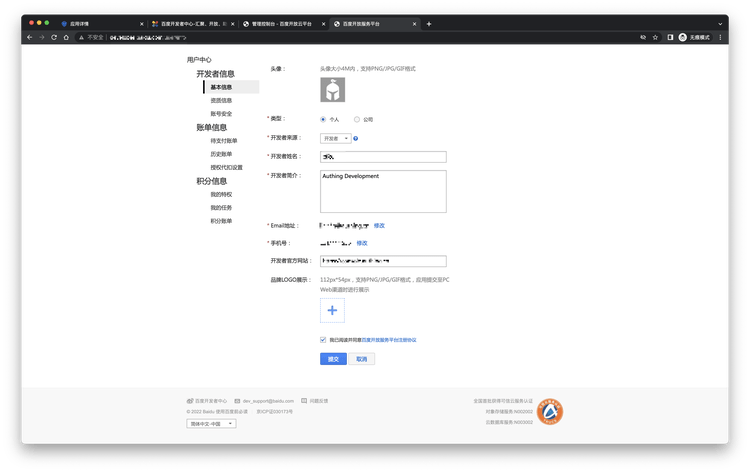 应用详情
百度开发者中心-汇聚、开放、助
管理控制台 - 百度开放云平台
百度开放服务平台
不安全
无痕模式
用户中心
开发者信息
基本信息
资质信息
账号安全
账单信息
待支付账单
历史账单
授权代扣设置
积分信息
我的特权
我的任务
积分账单
头像：
头像大小4M内，支持PNG/JPG/GIF格式
* 类型：
个人
公司
* 开发者来源：
开发者
* 开发者姓名：
* 开发者简介：
Authing Development
* Email地址：
修改
* 手机号：
修改
开发者官方网站：
品牌LOGO展示：
112px*54px，支持PNG/JPG/GIF格式，应用提交至PC
Web渠道时进行展示
我已阅读并同意百度开放服务平台注册协议
提交
取消
百度开发者中心
dev_support@baidu.com
问题反馈
© 2022 Baidu 使用百度前必读
京ICP证030173号
简体中文-中国
全国首批获得可信云服务认证
对象存储服务:N002002
云数据库服务:N003002